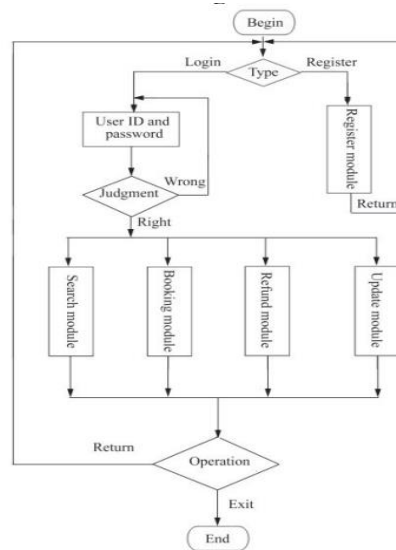 Begin
Login
Type
Register
User ID and
password
Register module
Judgment
Wrong
Return
Right
Search module
Booking module
Refund module
Update module
Return
Operation
Exit
End